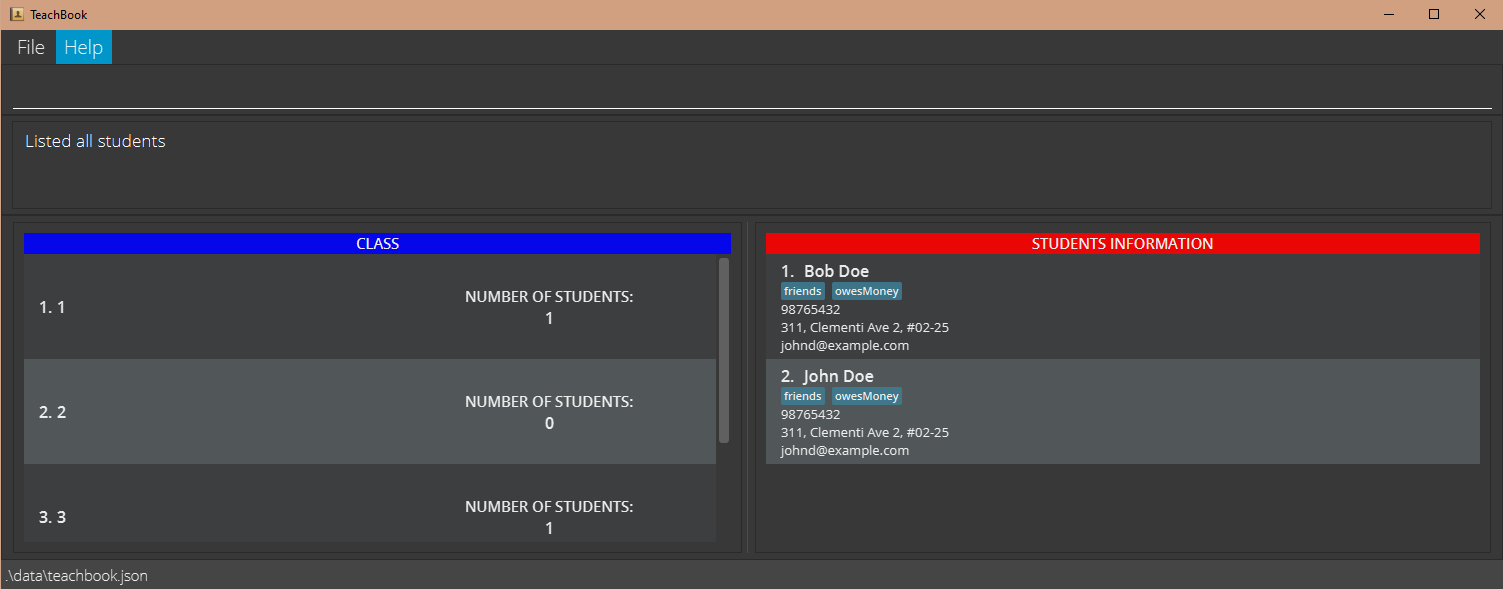 TeachBook
File Help
Listed all students
CLASS
1. 1
NUMBER OF STUDENTS:
1
2. 2
NUMBER OF STUDENTS:
0
3. 3
NUMBER OF STUDENTS:
1
STUDENTS INFORMATION
1. Bob Doe
friends owesMoney
98765432
311, Clementi Ave 2, #02-25
johnd@example.com
2. John Doe
friends owesMoney
98765432
311, Clementi Ave 2, #02-25
johnd@example.com
.\data\teachbook.json